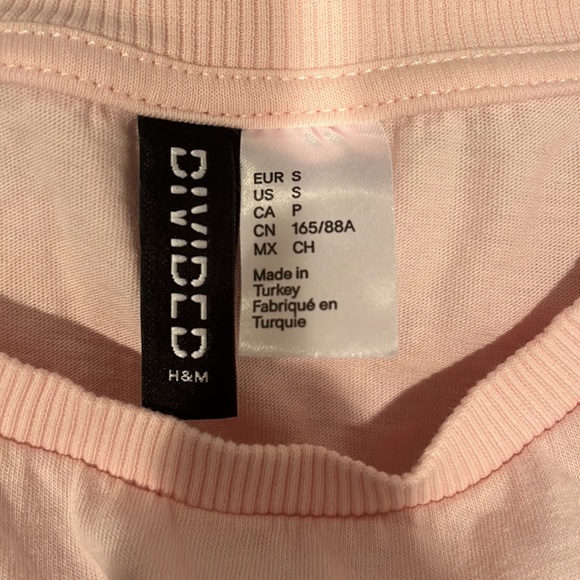 DIVIDED
H&M
EUR S
US S
CA P
CN 165/88A
MX CH
Made in
Turkey
Fabriqué en
Turquie